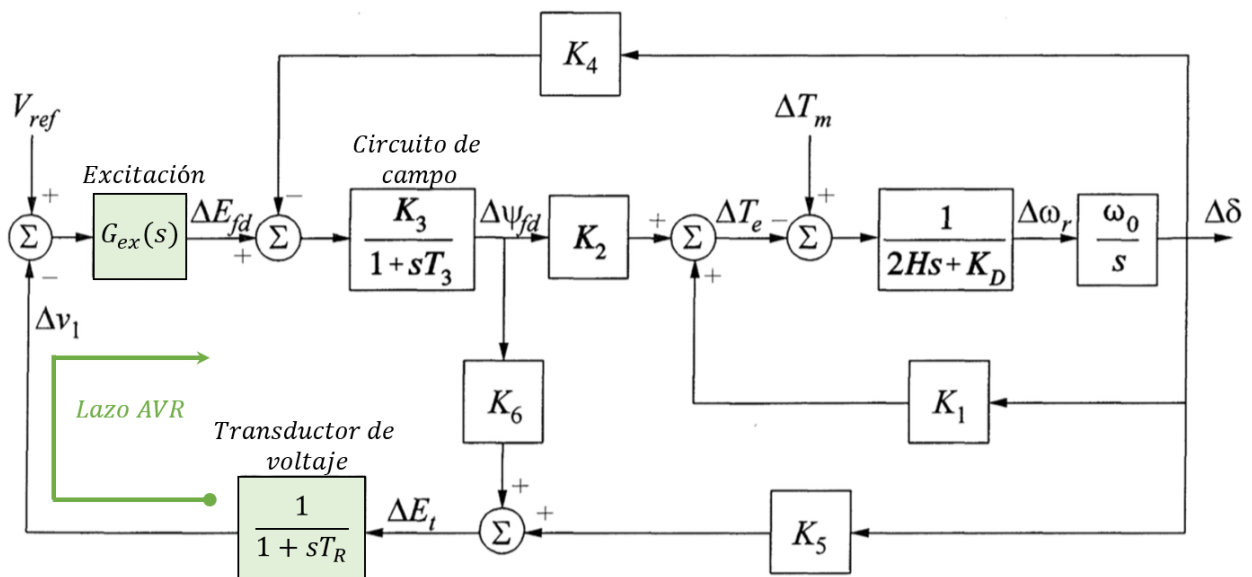 K₄
V_ref
ΔT_m
Circuito de
campo
Excitación
+
−
+
Σ
−
G_ex(s)
ΔE_fd
+
Σ
K₃
1 + sT₃
Δψ_fd
K₂
+
Σ
+
ΔT_e
−
Σ
1
2Hs + K_D
Δω_r
ω₀
s
Δδ
Δv₁
Lazo AVR
K₆
K₁
Transductor de
voltaje
+
+
1
1 + sT_R
ΔE_t
Σ
K₅